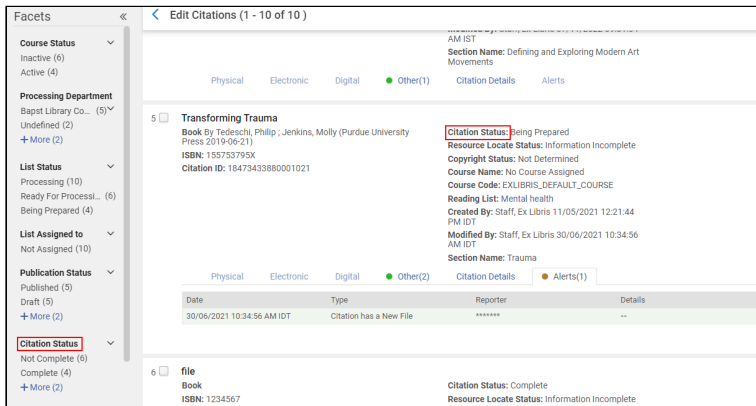 Facets
Course Status
Inactive (6)
Active (4)
Processing Department
Bapst Library Co... (5)
Undefined (2)
+ More (2)
List Status
Processing (10)
Ready For Processi... (6)
Being Prepared (4)
List Assigned to
Not Assigned (10)
Publication Status
Published (5)
Draft (5)
+ More (2)
Citation Status
Not Complete (6)
Complete (4)
+ More (2)
Edit Citations (1 - 10 of 10 )
AM IST
Section Name: Defining and Exploring Modern Art
Movements
Physical Electronic Digital Other(1) Citation Details Alerts
5 Transforming Trauma
Book By Tedeschi, Philip ; Jenkins, Molly (Purdue University
Press 2019-06-21)
ISBN: 155753795X
Citation ID: 18473433880001021
Citation Status: Being Prepared
Resource Locate Status: Information Incomplete
Copyright Status: Not Determined
Course Name: No Course Assigned
Course Code: EXLIBRIS_DEFAULT_COURSE
Reading List: Mental health
Created By: Staff, Ex Libris 11/05/2021 12:21:44
PM IDT
Modified By: Staff, Ex Libris 30/06/2021 10:34:56
AM IDT
Section Name: Trauma
Physical Electronic Digital Other(2) Citation Details Alerts(1)
Date Type Reporter Details
30/06/2021 10:34:56 AM IDT Citation has a New File ******* --
6 file
Book
ISBN: 1234567
Citation Status: Complete
Resource Locate Status: Information Incomplete